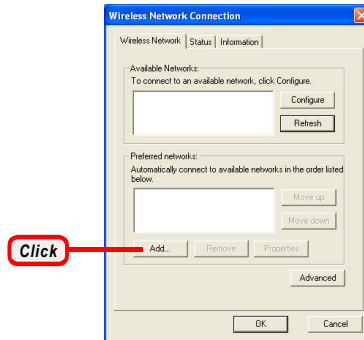 Wireless Network Connection
Wireless Network Status Information
Available Networks:
To connect to an available network, click Configure.
Configure
Refresh
Preferred networks:
Automatically connect to available networks in the order listed
below.
Move up
Move down
Click
Add... Remove Properties
Advanced
OK Cancel